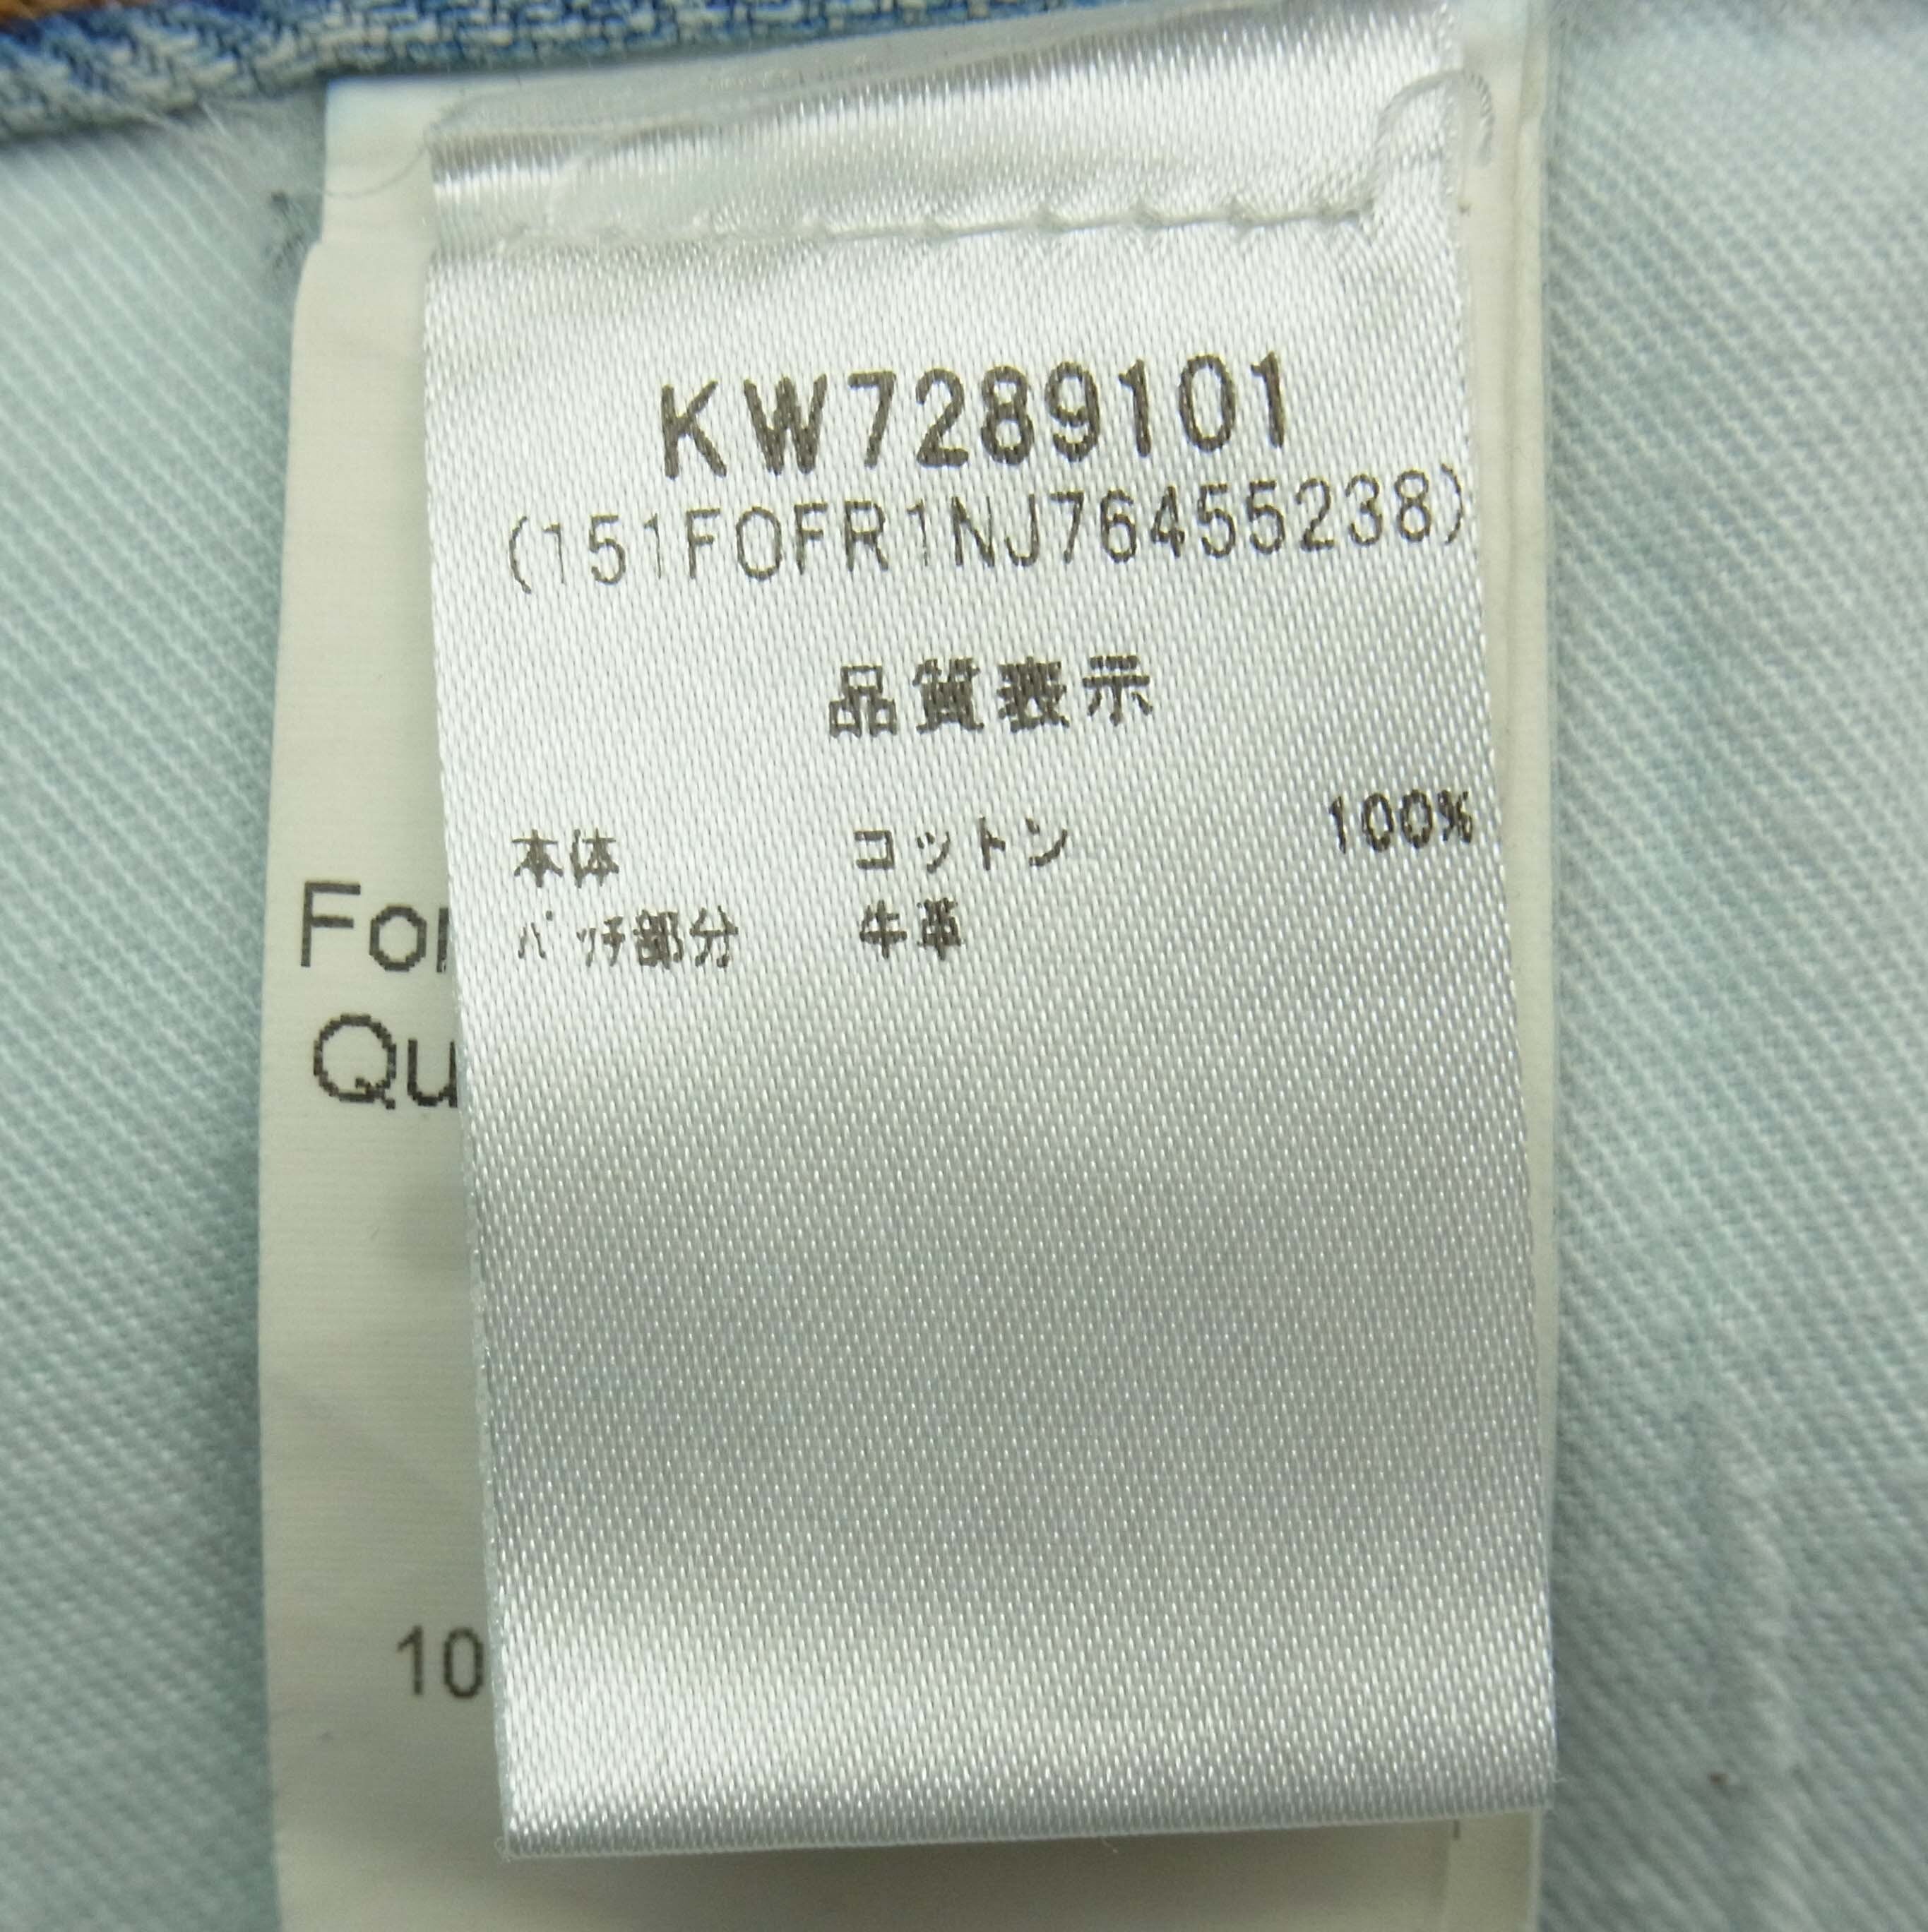 KW7289101
(151FOFR1NJ76455238)
品質表示
本体 コットン 100%
パッチ部分 牛革
For
Qu
10